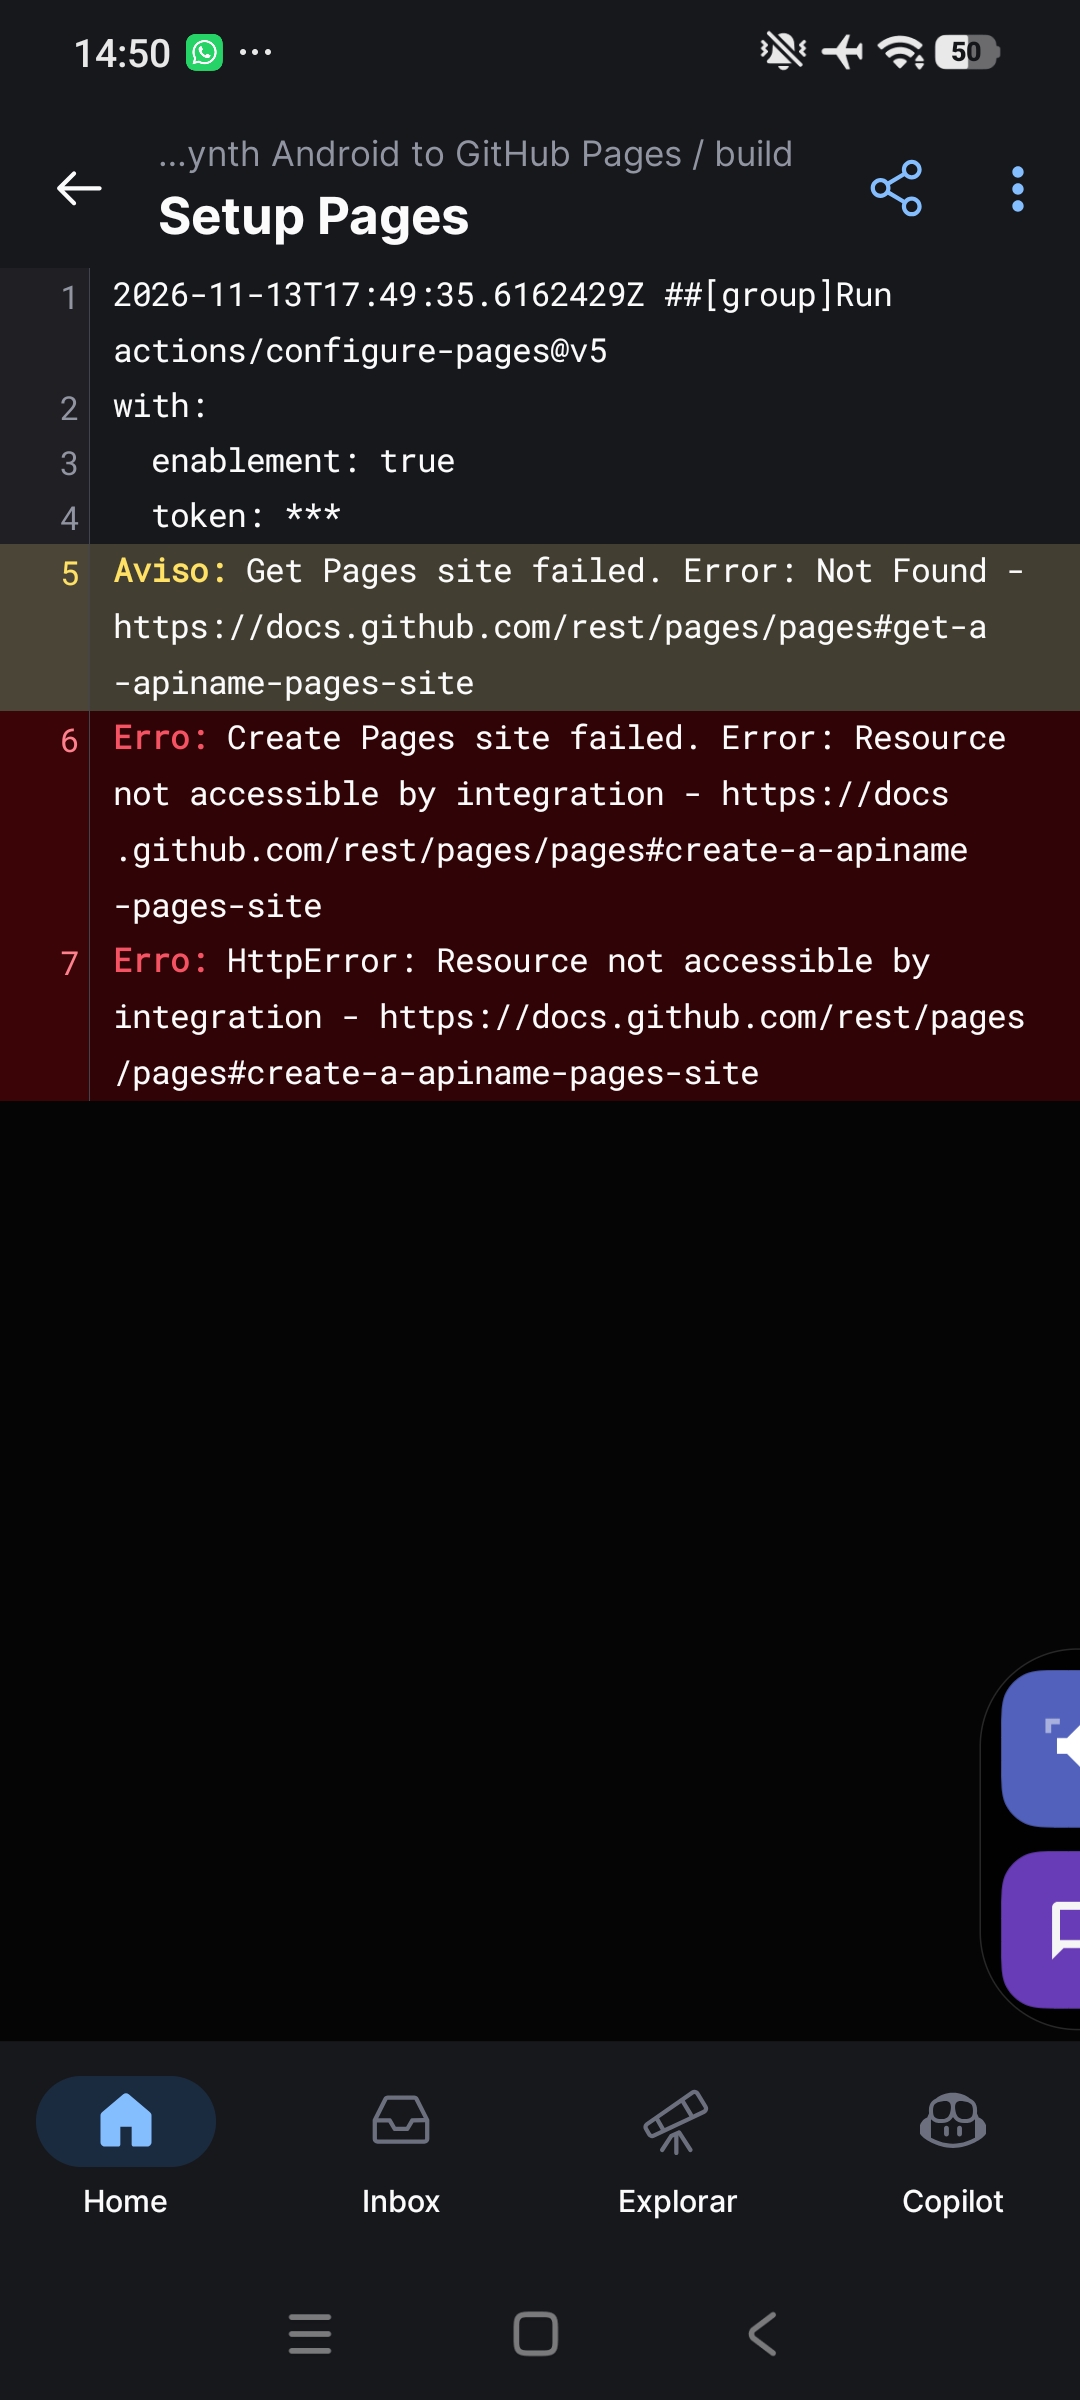 14:50 ... 50
...ynth Android to GitHub Pages / build
Setup Pages
1 2026-11-13T17:49:35.6162429Z ##[group]Run
actions/configure-pages@v5
2 with:
3 enablement: true
4 token: ***
5 Aviso: Get Pages site failed. Error: Not Found -
https://docs.github.com/rest/pages/pages#get-a
-apiname-pages-site
6 Erro: Create Pages site failed. Error: Resource
not accessible by integration - https://docs
.github.com/rest/pages/pages#create-a-apiname
-pages-site
7 Erro: HttpError: Resource not accessible by
integration - https://docs.github.com/rest/pages
/pages#create-a-apiname-pages-site
Home Inbox Explorar Copilot